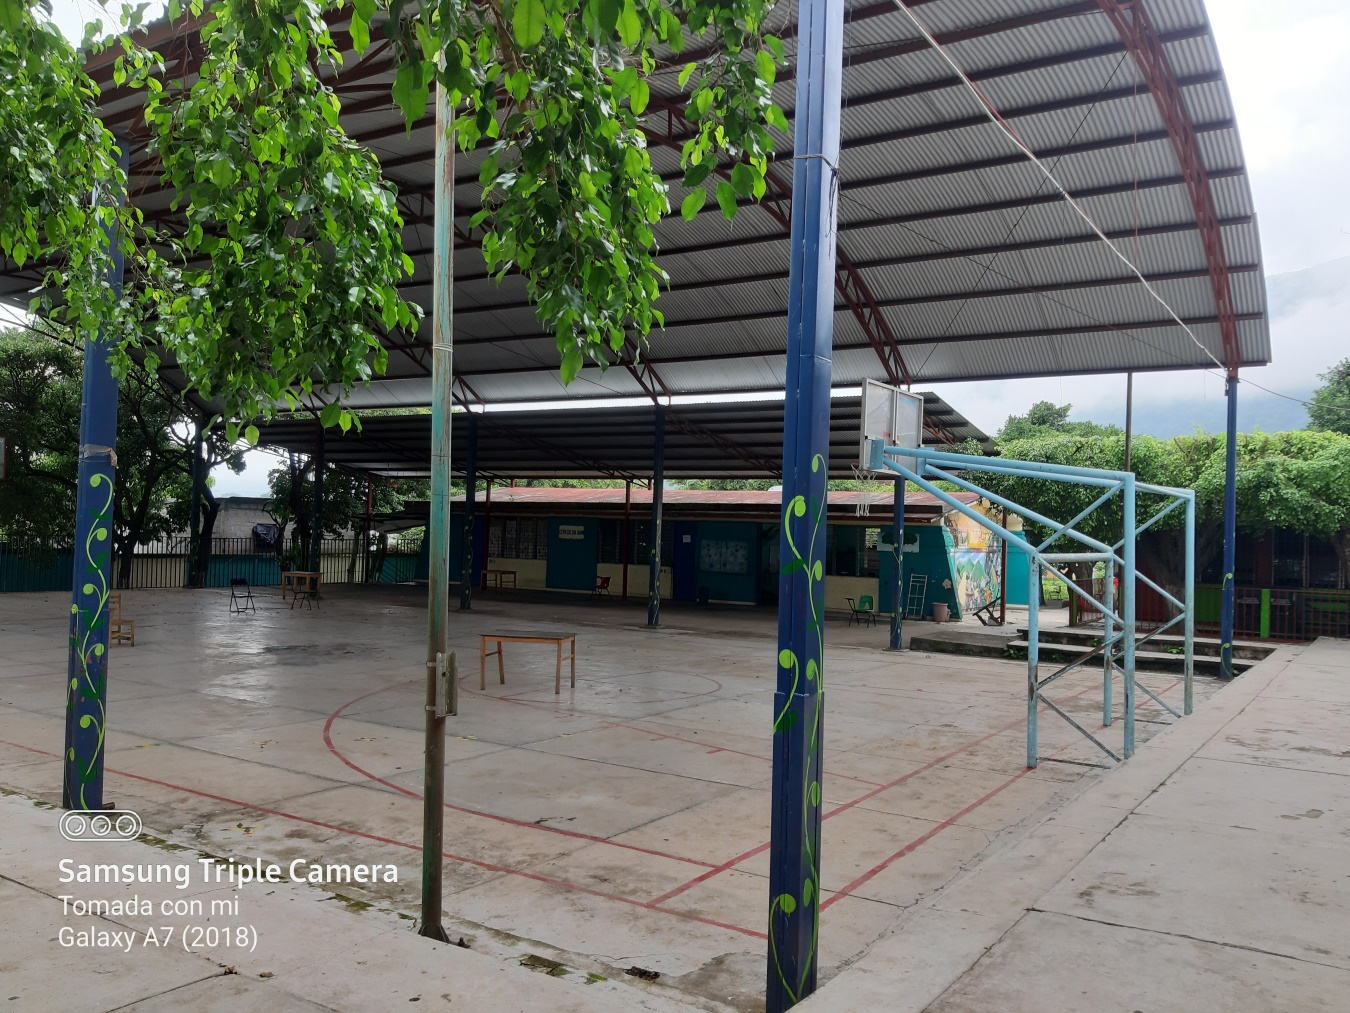 Samsung Triple Camera
Tomada con mi
Galaxy A7 (2018)